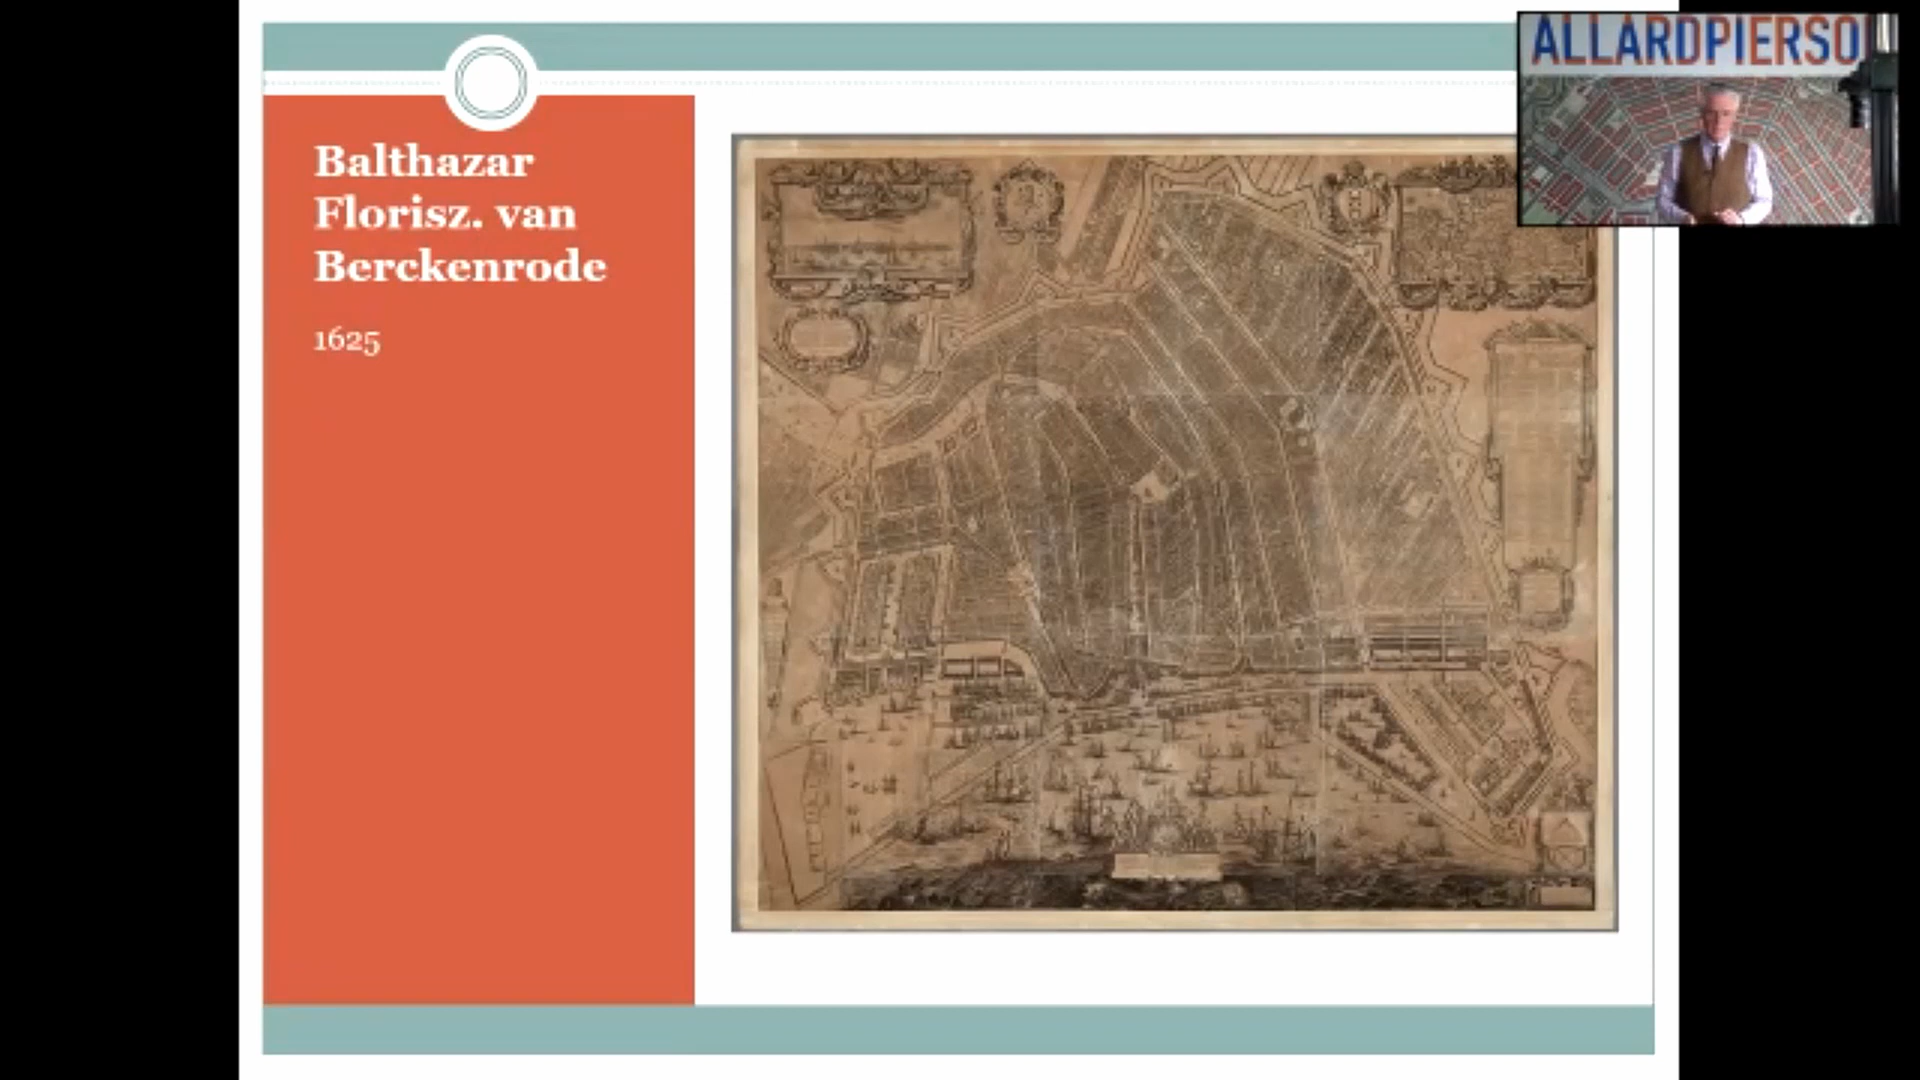 Balthazar
Florisz. van
Berckenrode
1625
ALLARDPIERSO